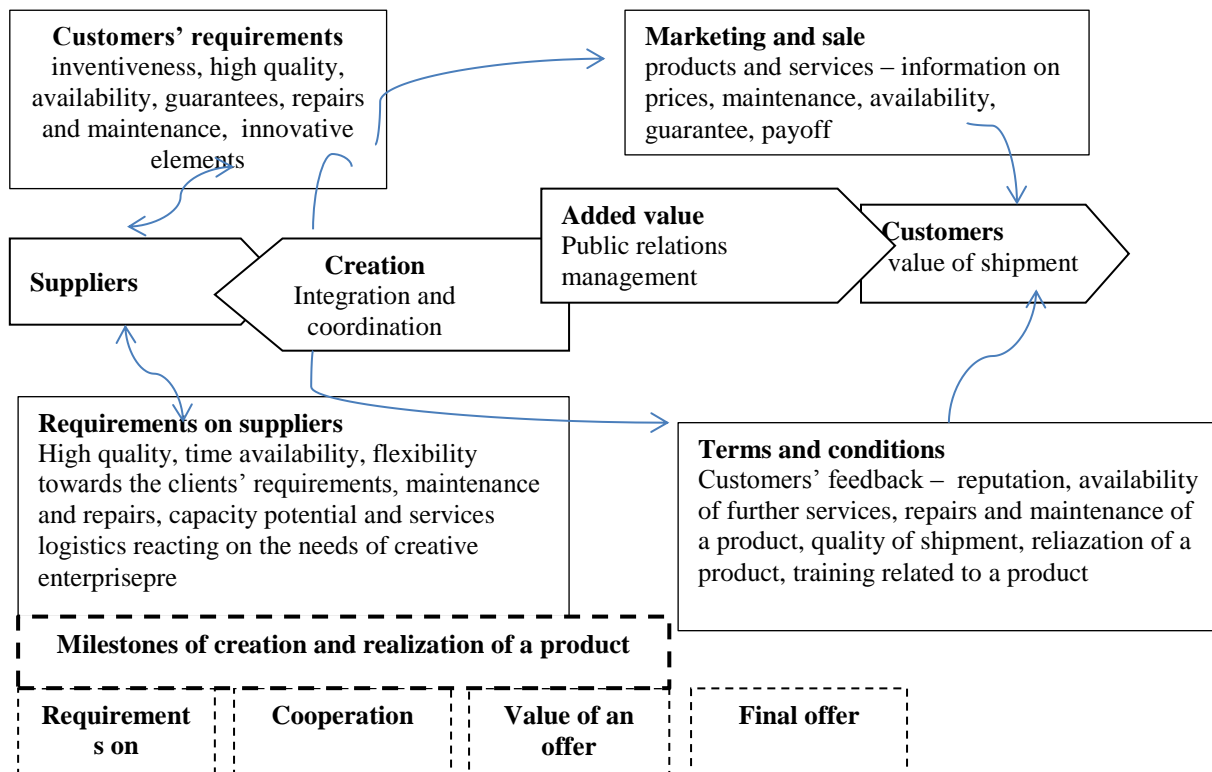 Customers’ requirements
inventiveness, high quality,
availability, guarantees, repairs
and maintenance, innovative
elements
Marketing and sale
products and services – information on
prices, maintenance, availability,
guarantee, payoff
Suppliers
Creation
Integration and
coordination
Added value
Public relations
management
Customers
value of shipment
Requirements on suppliers
High quality, time availability, flexibility
towards the clients’ requirements, maintenance
and repairs, capacity potential and services
logistics reacting on the needs of creative
enterprisepre
Terms and conditions
Customers’ feedback – reputation, availability
of further services, repairs and maintenance of
a product, quality of shipment, reliazation of a
product, training related to a product
Milestones of creation and realization of a product
Requirement
s on
Cooperation
Value of an
offer
Final offer